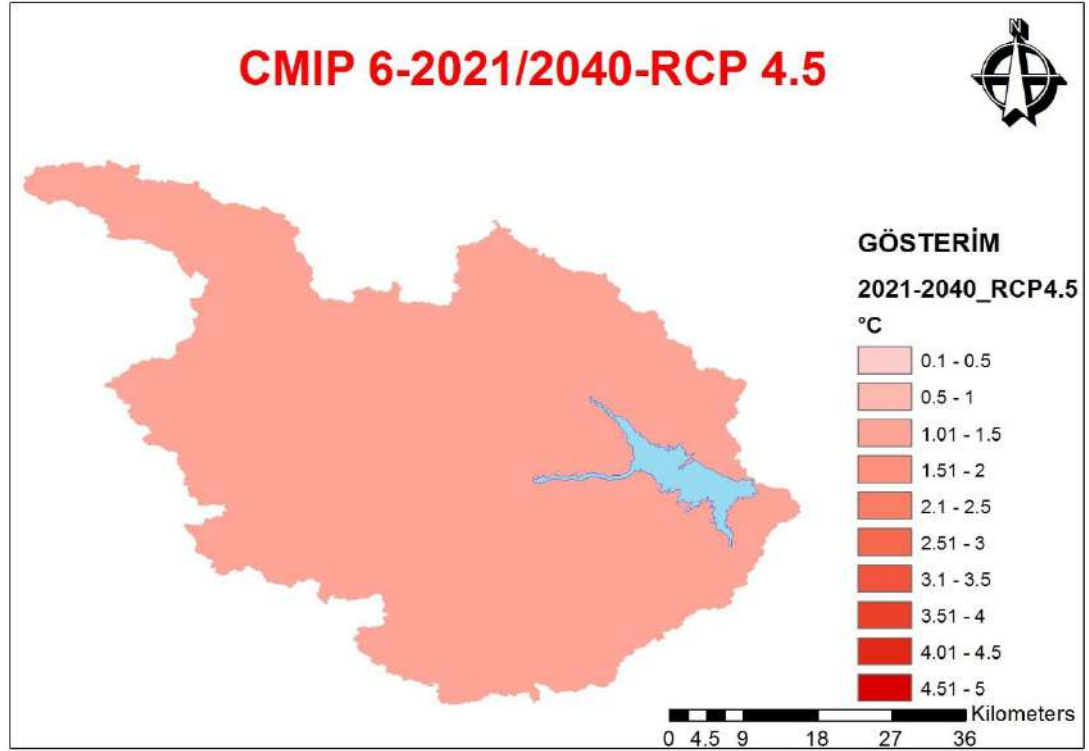 CMIP 6-2021/2040-RCP 4.5
N
GÖSTERİM
2021-2040_RCP4.5
°C
0.1 - 0.5
0.5 - 1
1.01 - 1.5
1.51 - 2
2.1 - 2.5
2.51 - 3
3.1 - 3.5
3.51 - 4
4.01 - 4.5
4.51 - 5
Kilometers
0 4.5 9 18 27 36